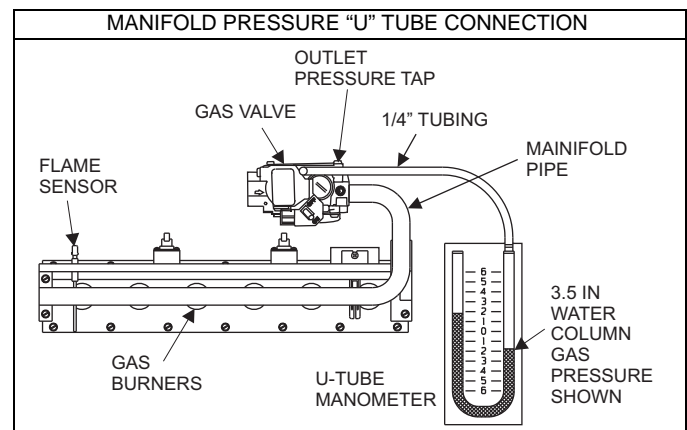 MANIFOLD PRESSURE “U” TUBE CONNECTION
OUTLET
PRESSURE TAP
GAS VALVE
1/4" TUBING
MAINIFOLD
PIPE
FLAME
SENSOR
6
5
4
3
2
1
0
1
2
3
4
5
6
3.5 IN
WATER
COLUMN
GAS
PRESSURE
SHOWN
GAS
BURNERS
U-TUBE
MANOMETER